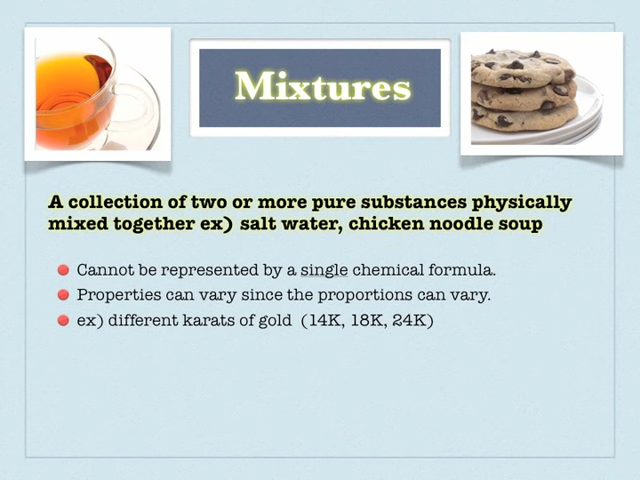 Mixtures
A collection of two or more pure substances physically
mixed together ex) salt water, chicken noodle soup
Cannot be represented by a single chemical formula.
Properties can vary since the proportions can vary.
ex) different karats of gold (14K, 18K, 24K)